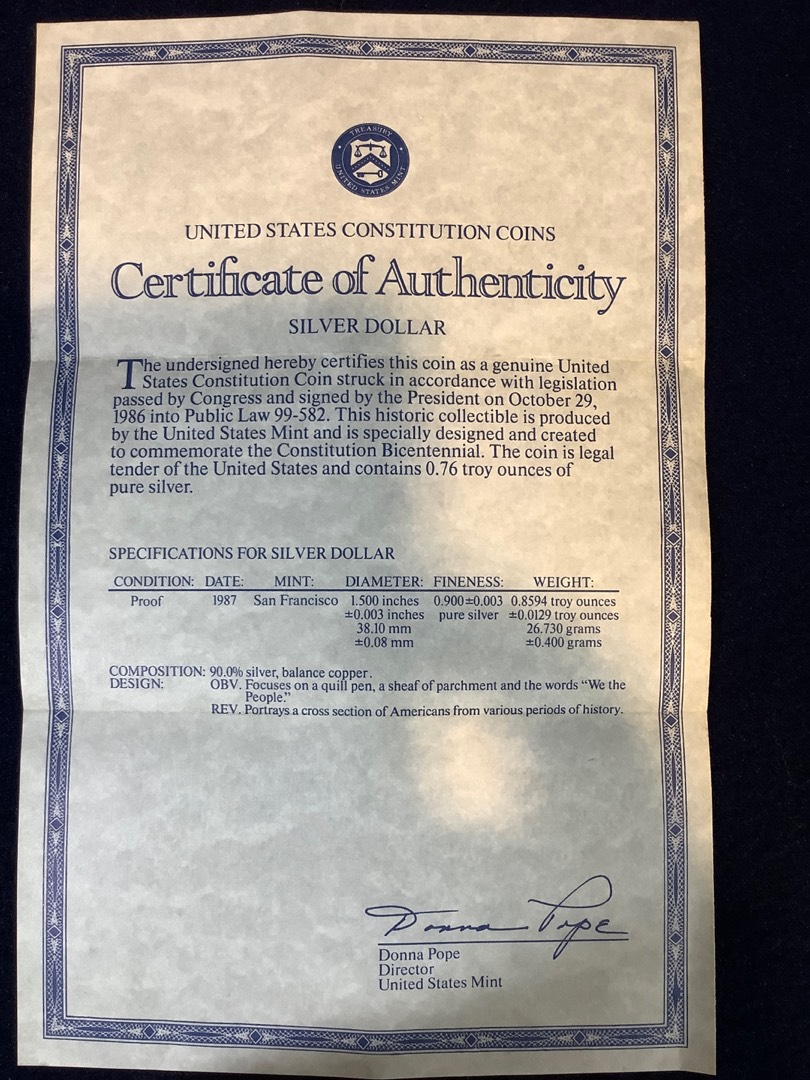 TREASURY
UNITED STATES MINT
UNITED STATES CONSTITUTION COINS
Certificate of Authenticity
SILVER DOLLAR
The undersigned hereby certifies this coin as a genuine United
States Constitution Coin struck in accordance with legislation
passed by Congress and signed by the President on October 29,
1986 into Public Law 99-582. This historic collectible is produced
by the United States Mint and is specially designed and created
to commemorate the Constitution Bicentennial. The coin is legal
tender of the United States and contains 0.76 troy ounces of
pure silver.
SPECIFICATIONS FOR SILVER DOLLAR
CONDITION: DATE: MINT: DIAMETER: FINENESS: WEIGHT:
Proof 1987 San Francisco 1.500 inches 0.900±0.003 0.8594 troy ounces
±0.003 inches pure silver ±0.0129 troy ounces
38.10 mm 26.730 grams
±0.08 mm ±0.400 grams
COMPOSITION: 90.0% silver, balance copper.
DESIGN: OBV. Focuses on a quill pen, a sheaf of parchment and the words “We the
People.”
REV. Portrays a cross section of Americans from various periods of history.
Donna Pope
Donna Pope
Director
United States Mint